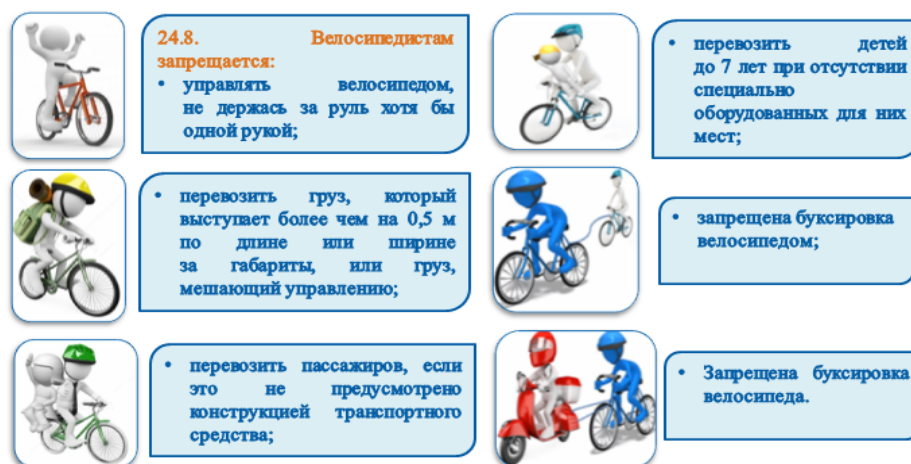 24.8. Велосипедистам
запрещается:
• управлять велосипедом,
не держась за руль хотя бы
одной рукой;
• перевозить груз, который
выступает более чем на 0,5 м
по длине или ширине
за габариты, или груз,
мешающий управлению;
• перевозить пассажиров, если
это не предусмотрено
конструкцией транспортного
средства;
• перевозить детей
до 7 лет при отсутствии
специально
оборудованных для них
мест;
• запрещена буксировка
велосипедом;
• Запрещена буксировка
велосипеда.